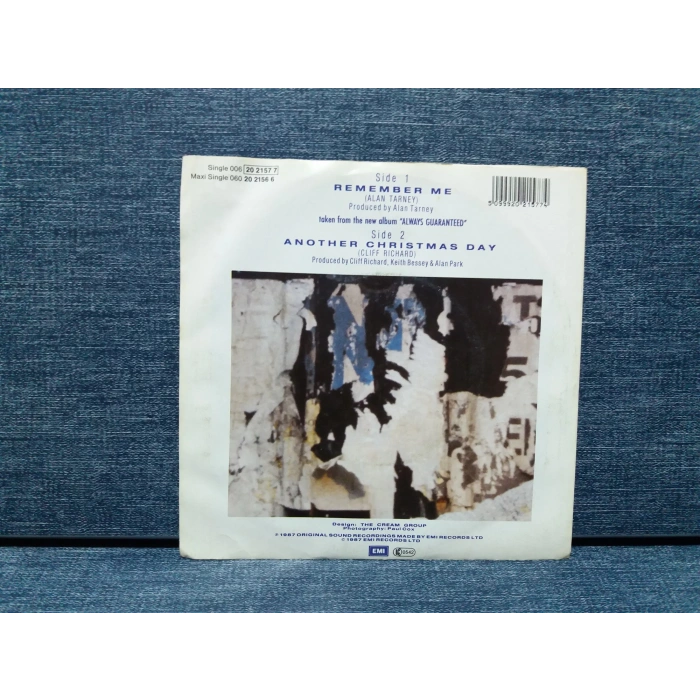 Single 006 20 2157 7
Maxi Single 060 20 2156 6
Side 1
REMEMBER ME
(ALAN TARNEY)
Produced by Alan Tarney
taken from the new album "ALWAYS GUARANTEED"
Side 2
ANOTHER CHRISTMAS DAY
(CLIFF RICHARD)
Produced by Cliff Richard, Keith Bessey & Alan Park
Design: THE CREAM GROUP
Photography: Paul Cox
℗ 1987 ORIGINAL SOUND RECORDINGS MADE BY EMI RECORDS LTD
© 1987 EMI RECORDS LTD
EMI